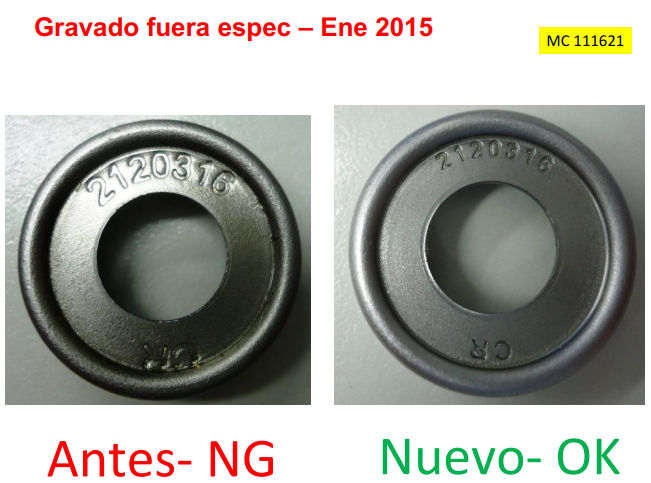 Gravado fuera espec – Ene 2015
MC 111621
2120316
CR
2120316
CR
Antes- NG
Nuevo- OK